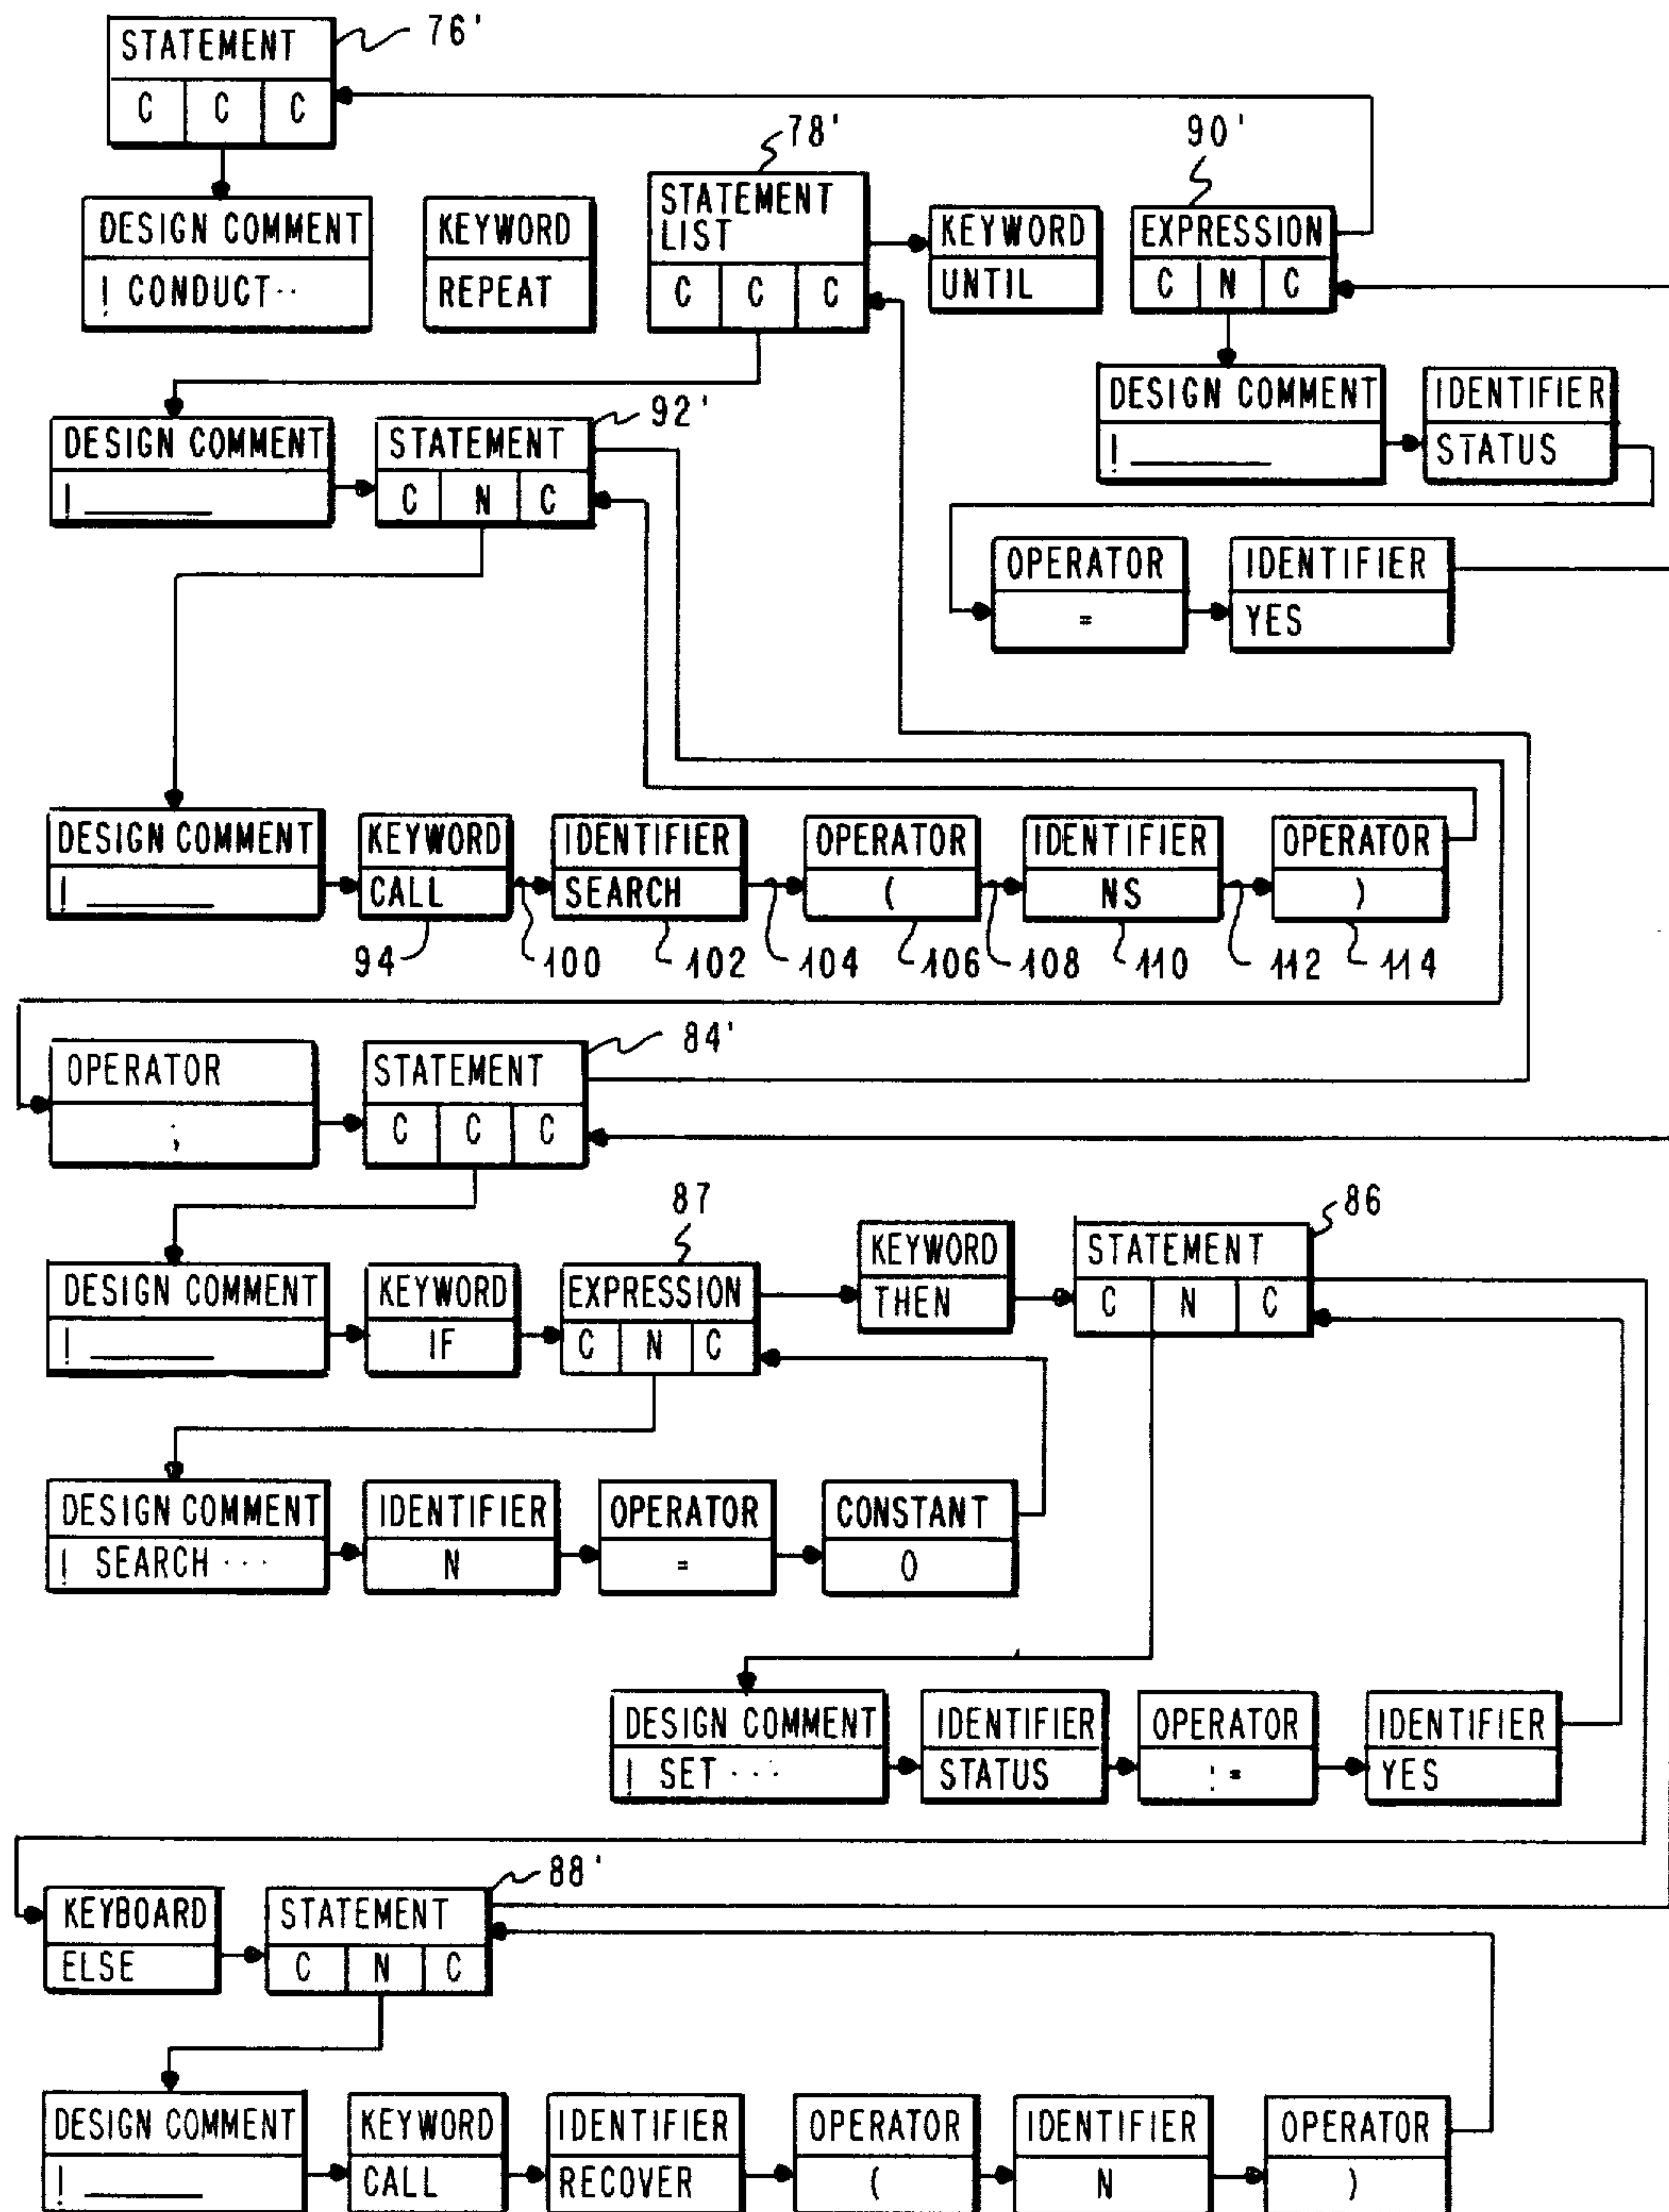 STATEMENT
76'
C C C
DESIGN COMMENT
! CONDUCT..
KEYWORD
REPEAT
78'
STATEMENT
LIST
C C C
KEYWORD
UNTIL
90'
EXPRESSION
C N C
DESIGN COMMENT
!
IDENTIFIER
STATUS
DESIGN COMMENT
!
92'
STATEMENT
C N C
OPERATOR
=
IDENTIFIER
YES
DESIGN COMMENT
!
KEYWORD
CALL
IDENTIFIER
SEARCH
OPERATOR
(
IDENTIFIER
NS
OPERATOR
)
94 100 102 104 106 108 110 112 114
OPERATOR
;
84'
STATEMENT
C C C
DESIGN COMMENT
!
KEYWORD
IF
87
EXPRESSION
C N C
KEYWORD
THEN
86
STATEMENT
C N C
DESIGN COMMENT
! SEARCH ...
IDENTIFIER
N
OPERATOR
=
CONSTANT
0
DESIGN COMMENT
! SET ...
IDENTIFIER
STATUS
OPERATOR
:=
IDENTIFIER
YES
KEYBOARD
ELSE
88'
STATEMENT
C N C
DESIGN COMMENT
!
KEYWORD
CALL
IDENTIFIER
RECOVER
OPERATOR
(
IDENTIFIER
N
OPERATOR
)